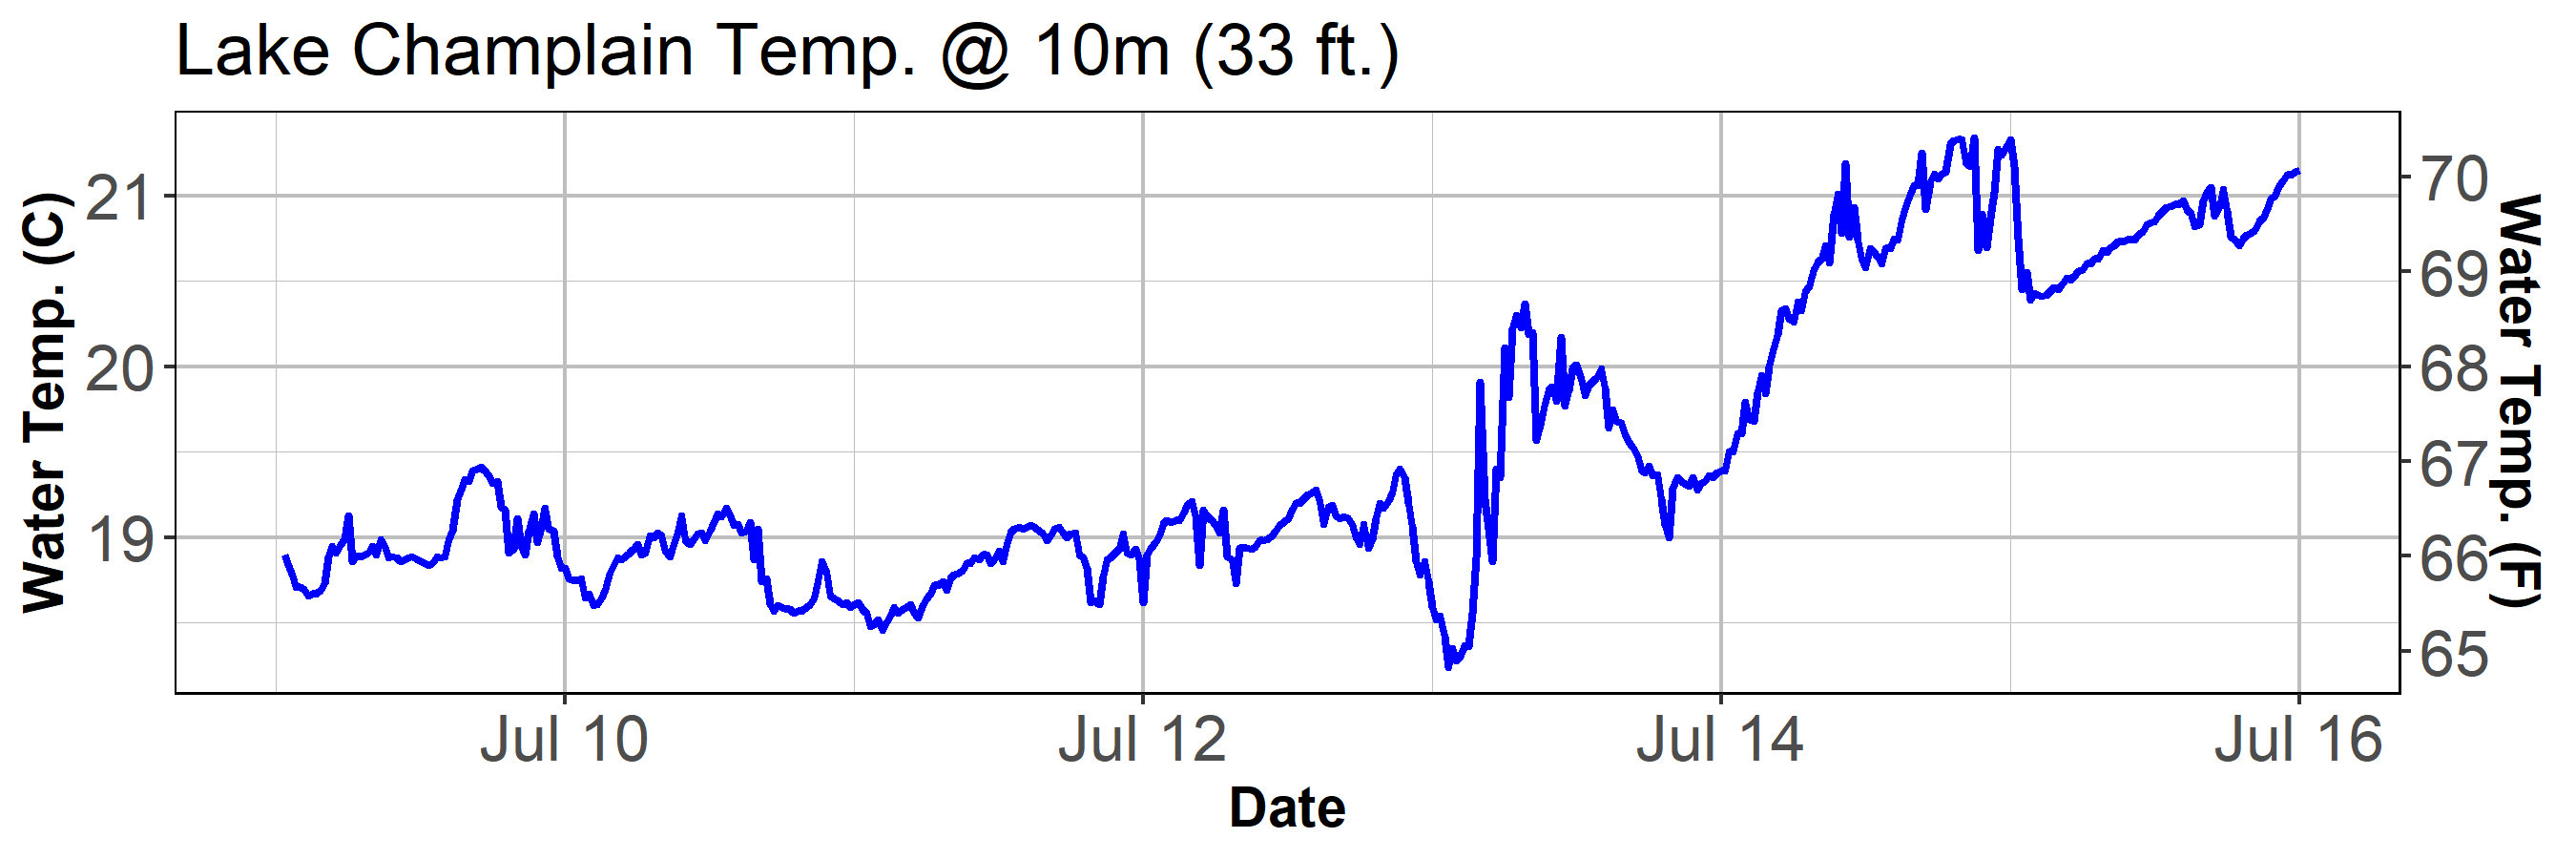 Lake Champlain Temp. @ 10m (33 ft.)
Water Temp. (C)
21
20
19
70
69
68
67
66
65
Water Temp. (F)
Jul 10
Jul 12
Jul 14
Jul 16
Date